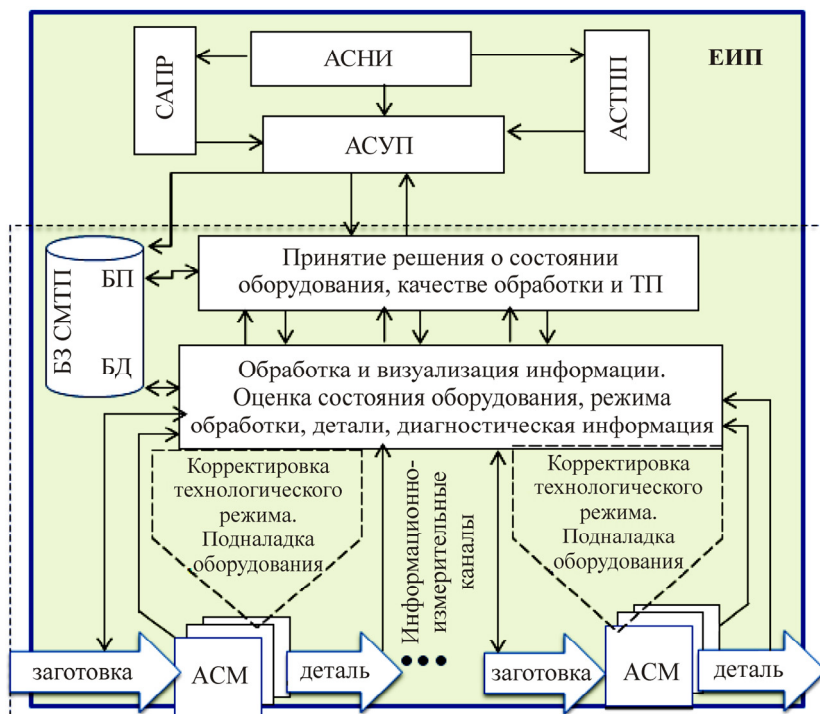 САПР
АСНИ
АСТПП
ЕИП
АСУП
БЗ СМТП
БП
БД
Принятие решения о состоянии
оборудования, качестве обработки и ТП
Обработка и визуализация информации.
Оценка состояния оборудования, режима
обработки, детали, диагностическая информация
Корректировка
технологического
режима.
Подналадка
оборудования
Информационно-
измерительные
каналы
Корректировка
технологического
режима.
Подналадка
оборудования
заготовка
АСМ
деталь
заготовка
АСМ
деталь